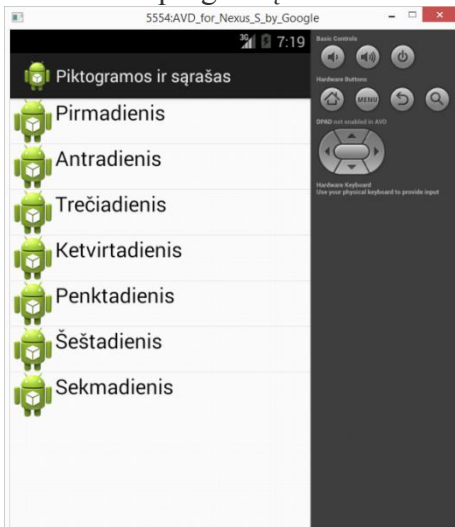 5554:AVD_for_Nexus_S_by_Google
3G 7:19
Basic Controls
Piktogramos ir sąrašas
Hardware Buttons
MENU
DPAD not enabled in AVD
Hardware Keyboard
Use your physical keyboard to provide input
Pirmadienis
Antradienis
Trečiadienis
Ketvirtadienis
Penktadienis
Šeštadienis
Sekmadienis